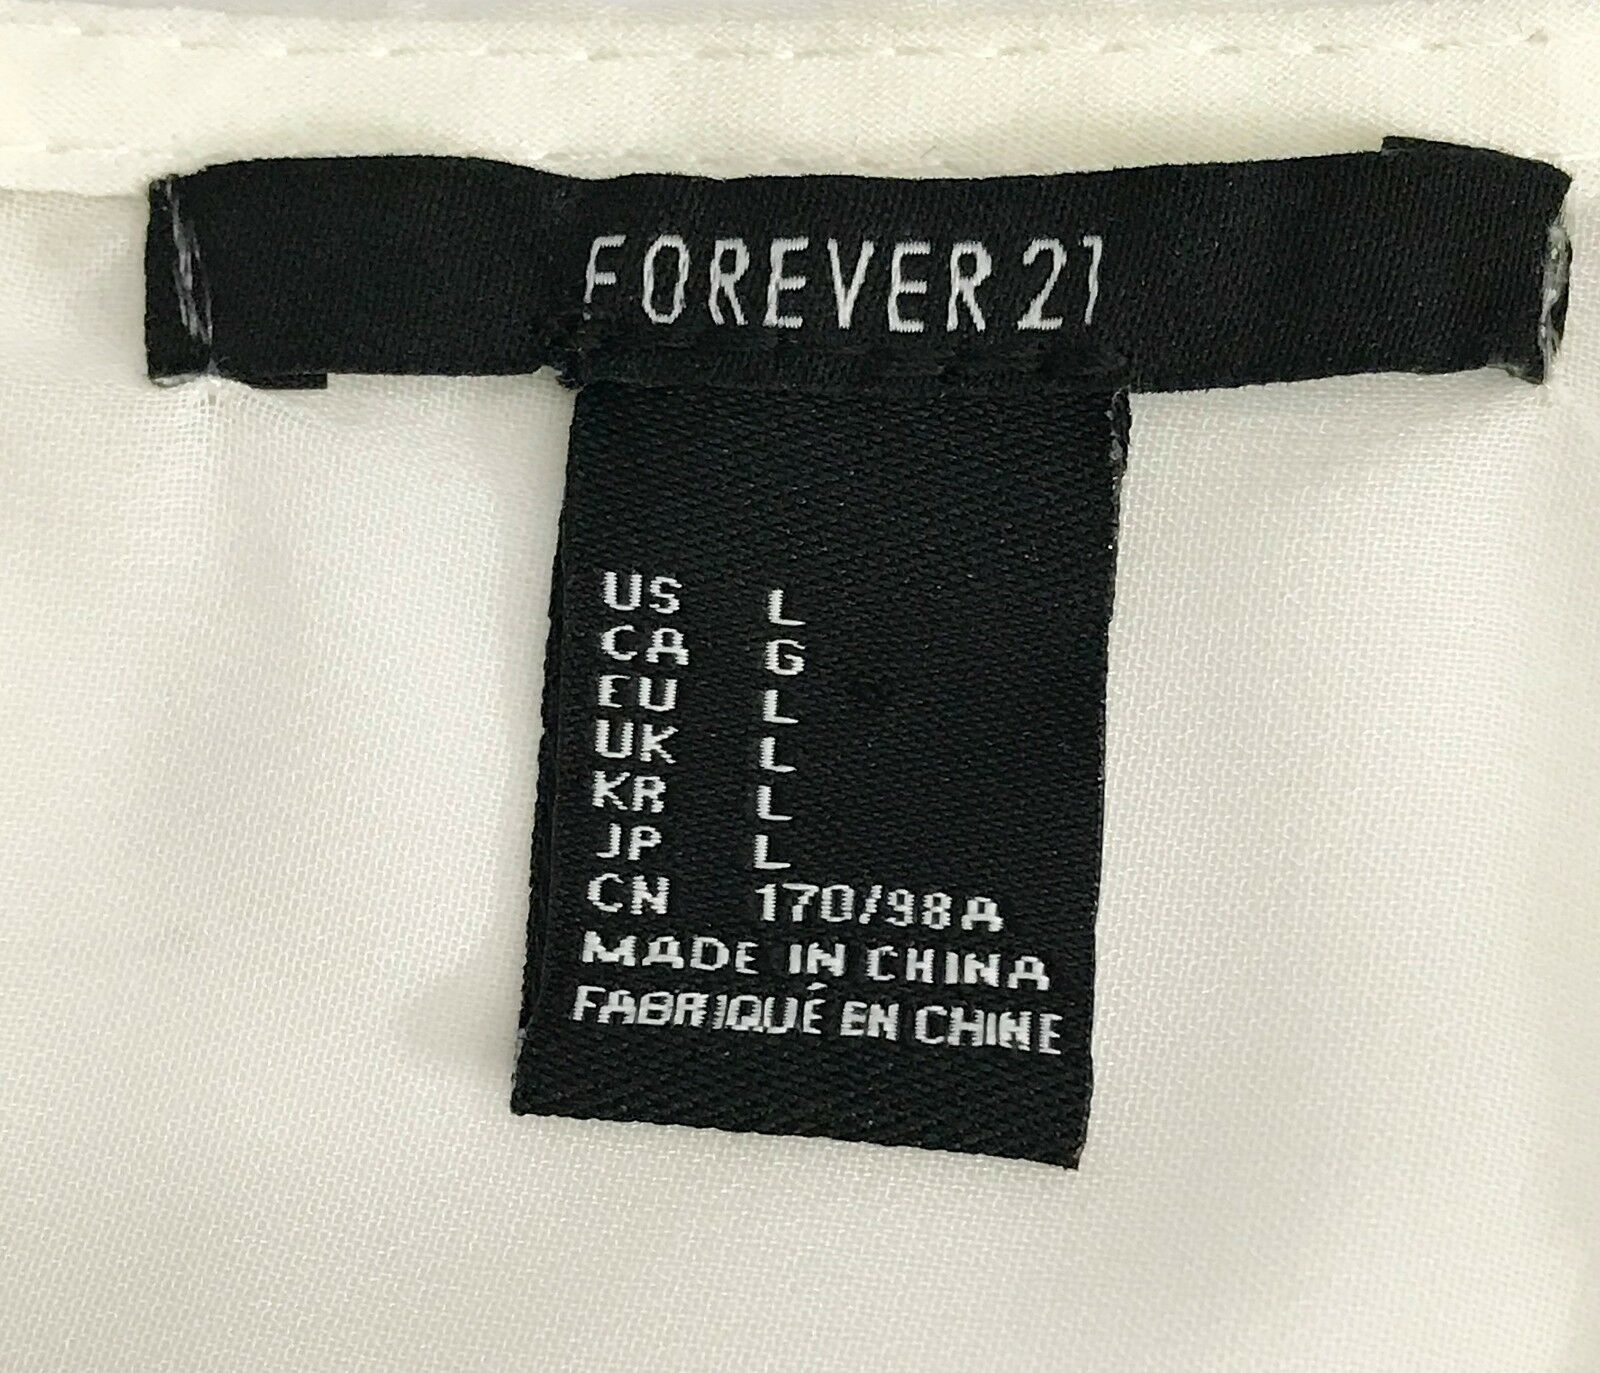 FOREVER 21
US L
CA G
EU L
UK L
KR L
JP L
CN 170/98A
MADE IN CHINA
FABRIQUÉ EN CHINE